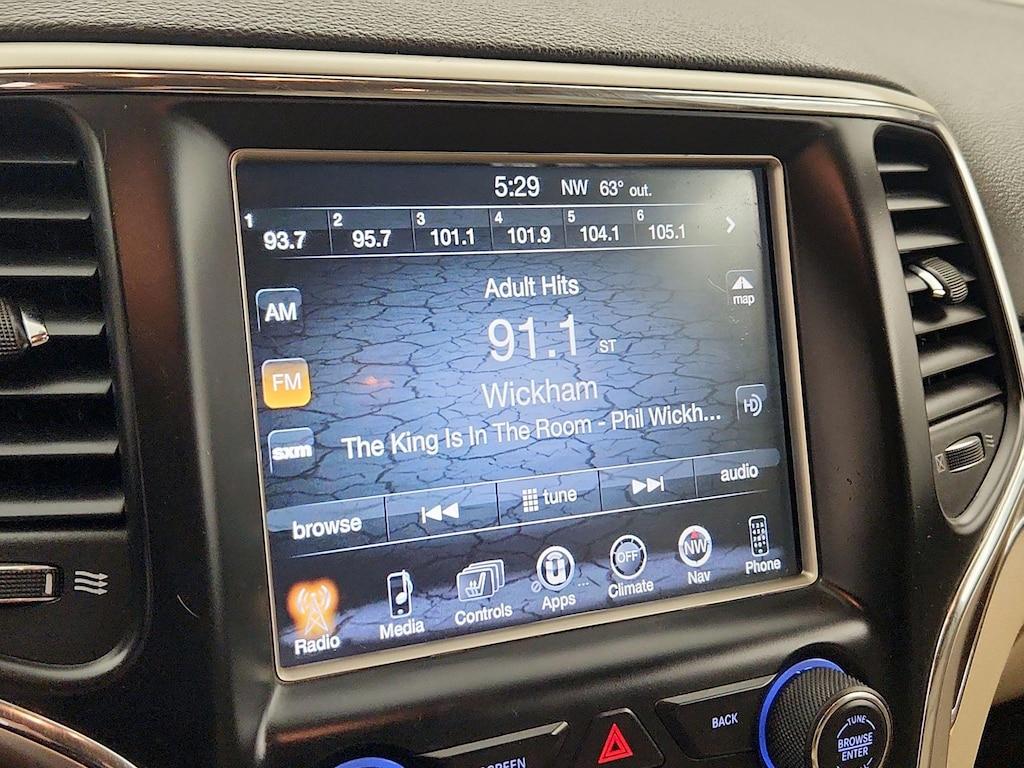 5:29 NW 63° out.
1 93.7 2 95.7 3 101.1 4 101.9 5 104.1 6 105.1
Adult Hits
map
AM
91.1 ST
FM
Wickham
HD
The King Is In The Room - Phil Wickh...
sxm
browse tune audio
OFF NW
Radio Media Controls Apps ... Climate Nav Phone
SCREEN
BACK
TUNE
BROWSE
ENTER